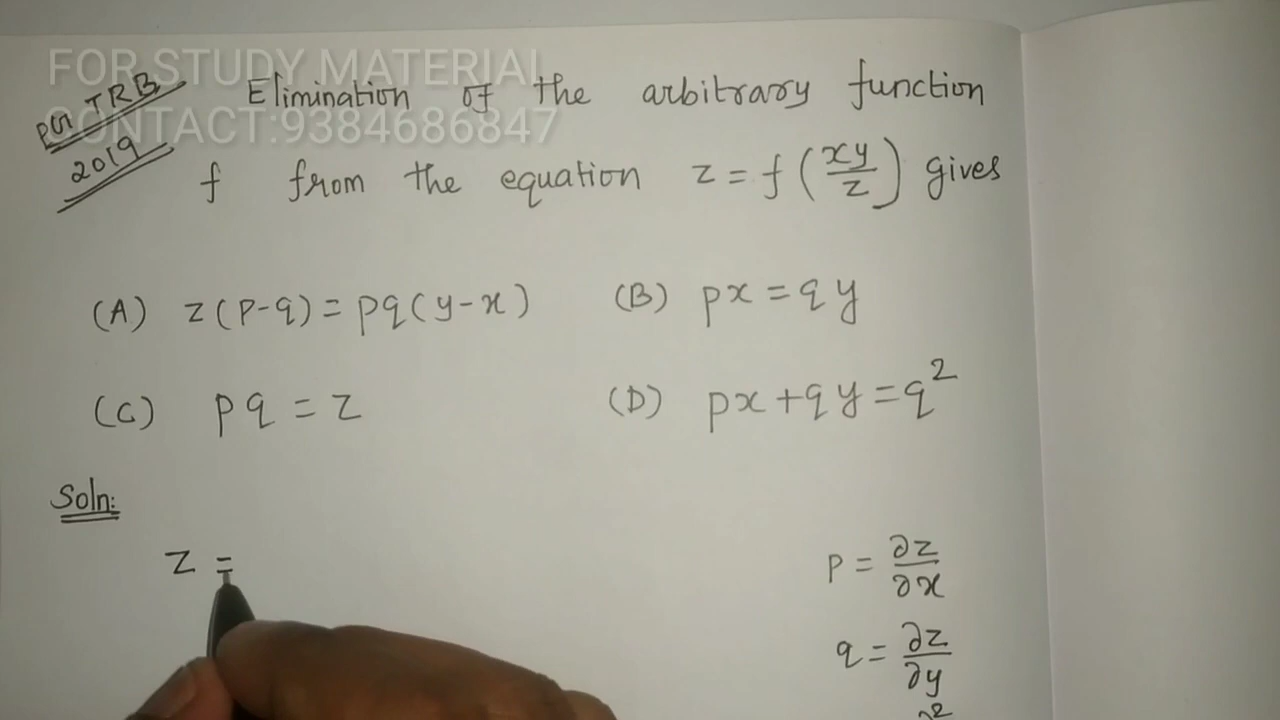 FOR STUDY MATERIAL
CONTACT:9384686847
PG TRB
2019
Elimination of the arbitrary function
f from the equation z = f(xy/z) gives
(A) z(p-q) = pq(y-x) (B) px = qy
(C) pq = z (D) px + qy = q²
Soln:
z =
p = ∂z/∂x
q = ∂z/∂y